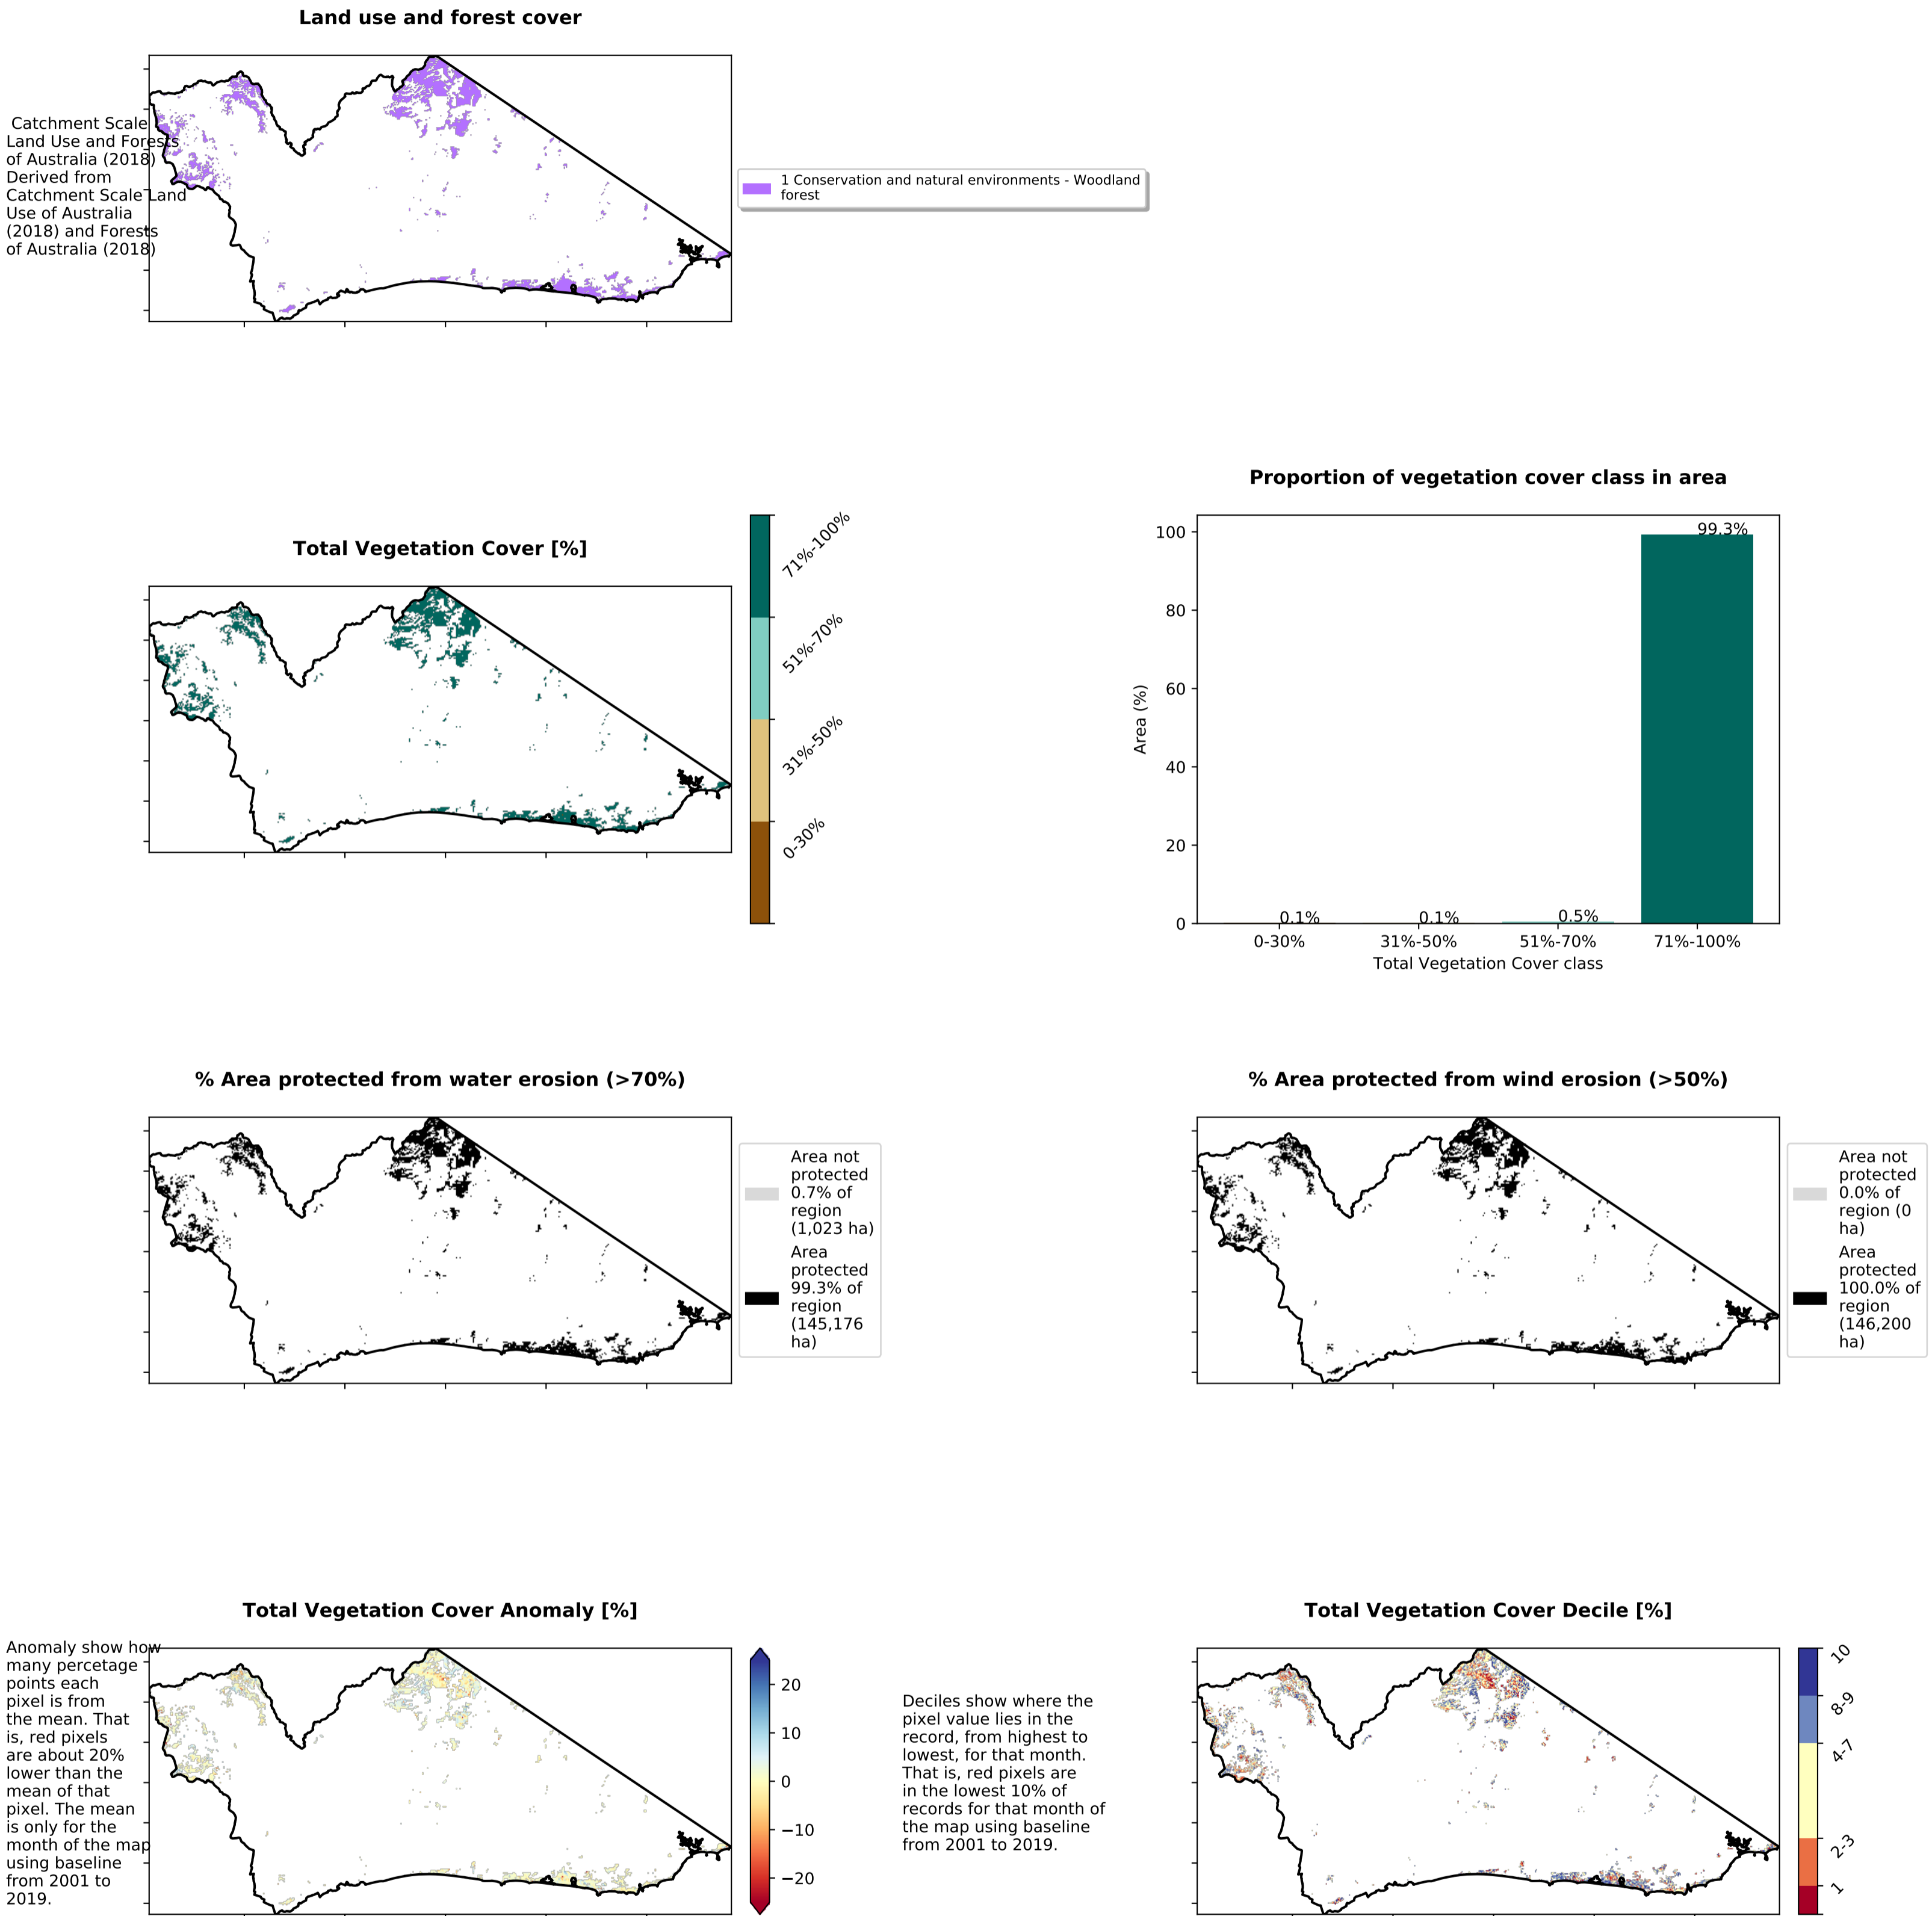 Land use and forest cover
Catchment Scale
Land Use and Forests
of Australia (2018)
Derived from
Catchment Scale Land
Use of Australia
(2018) and Forests
of Australia (2018)
1 Conservation and natural environments - Woodland
forest
Total Vegetation Cover [%]
71%-100%
51%-70%
31%-50%
0-30%
Proportion of vegetation cover class in area
100
80
60
40
20
0
Area (%)
0.1%
0.1%
0.5%
99.3%
0-30%
31%-50%
51%-70%
71%-100%
Total Vegetation Cover class
% Area protected from water erosion (>70%)
Area not
protected
0.7% of
region
(1,023 ha)
Area
protected
99.3% of
region
(145,176
ha)
% Area protected from wind erosion (>50%)
Area not
protected
0.0% of
region (0
ha)
Area
protected
100.0% of
region
(146,200
ha)
Total Vegetation Cover Anomaly [%]
Anomaly show how
many percetage
points each
pixel is from
the mean. That
is, red pixels
are about 20%
lower than the
mean of that
pixel. The mean
is only for the
month of the map
using baseline
from 2001 to
2019.
20
10
0
−10
−20
Deciles show where the
pixel value lies in the
record, from highest to
lowest, for that month.
That is, red pixels are
in the lowest 10% of
records for that month of
the map using baseline
from 2001 to 2019.
Total Vegetation Cover Decile [%]
10
8-9
4-7
2-3
1